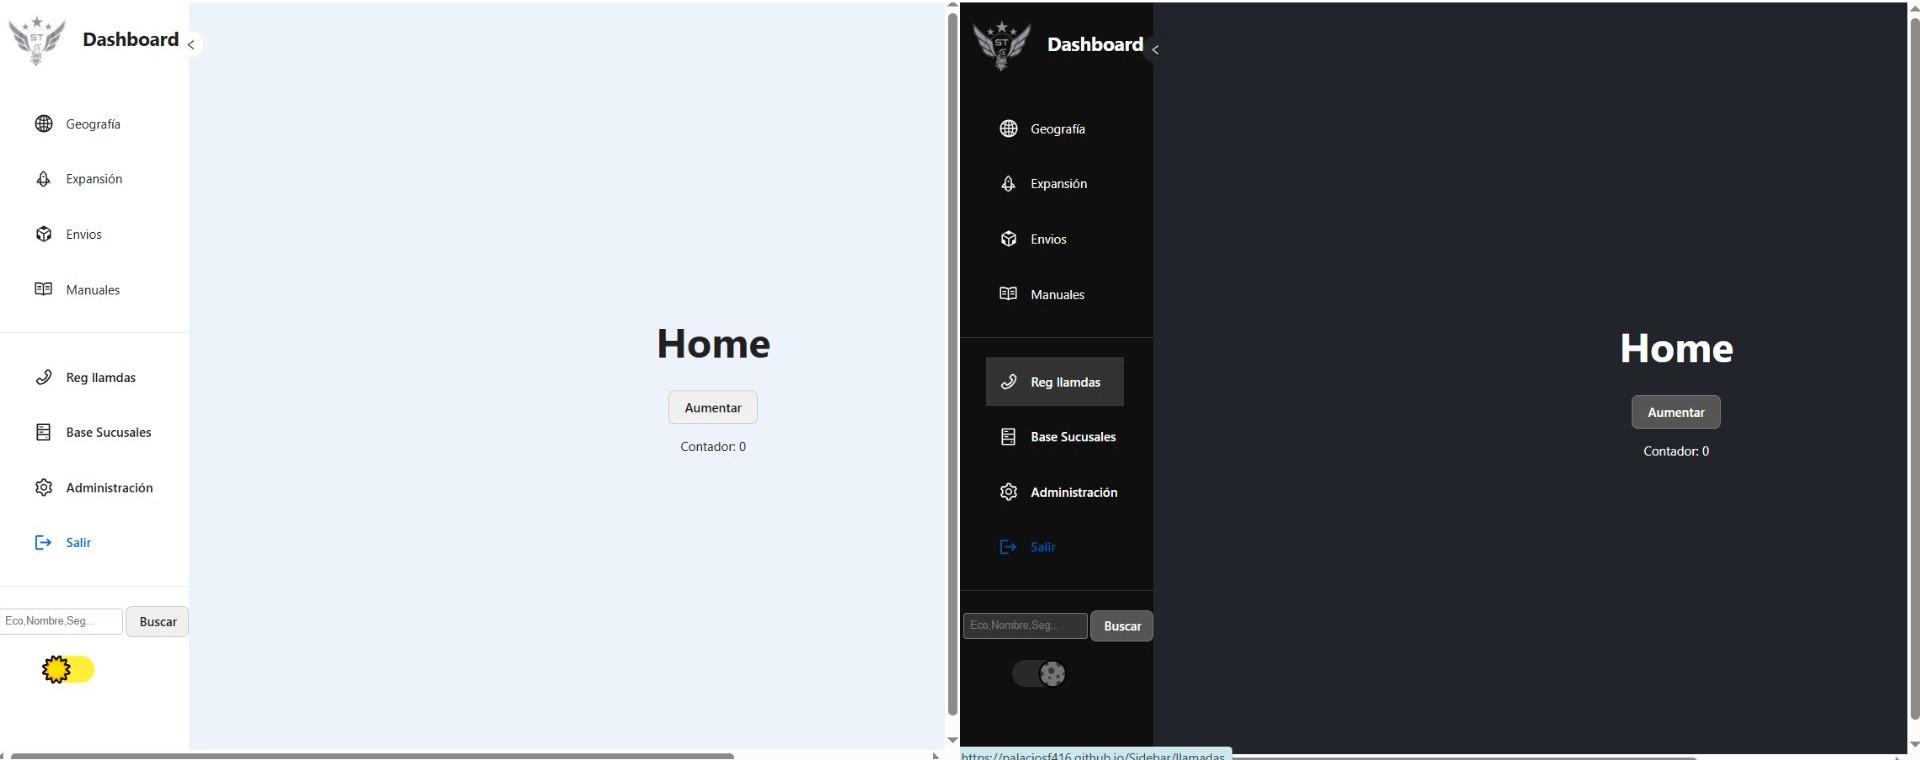 ST
Dashboard
Geografía
Expansión
Envios
Manuales
Reg llamdas
Base Sucusales
Administración
Salir
Eco,Nombre,Seg...
Buscar
Home
Aumentar
Contador: 0
ST
Dashboard
Geografía
Expansión
Envios
Manuales
Reg llamdas
Base Sucusales
Administración
Salir
Eco,Nombre,Seg...
Buscar
Home
Aumentar
Contador: 0
https://palaciosf416.github.io/Sidebar/llamadas